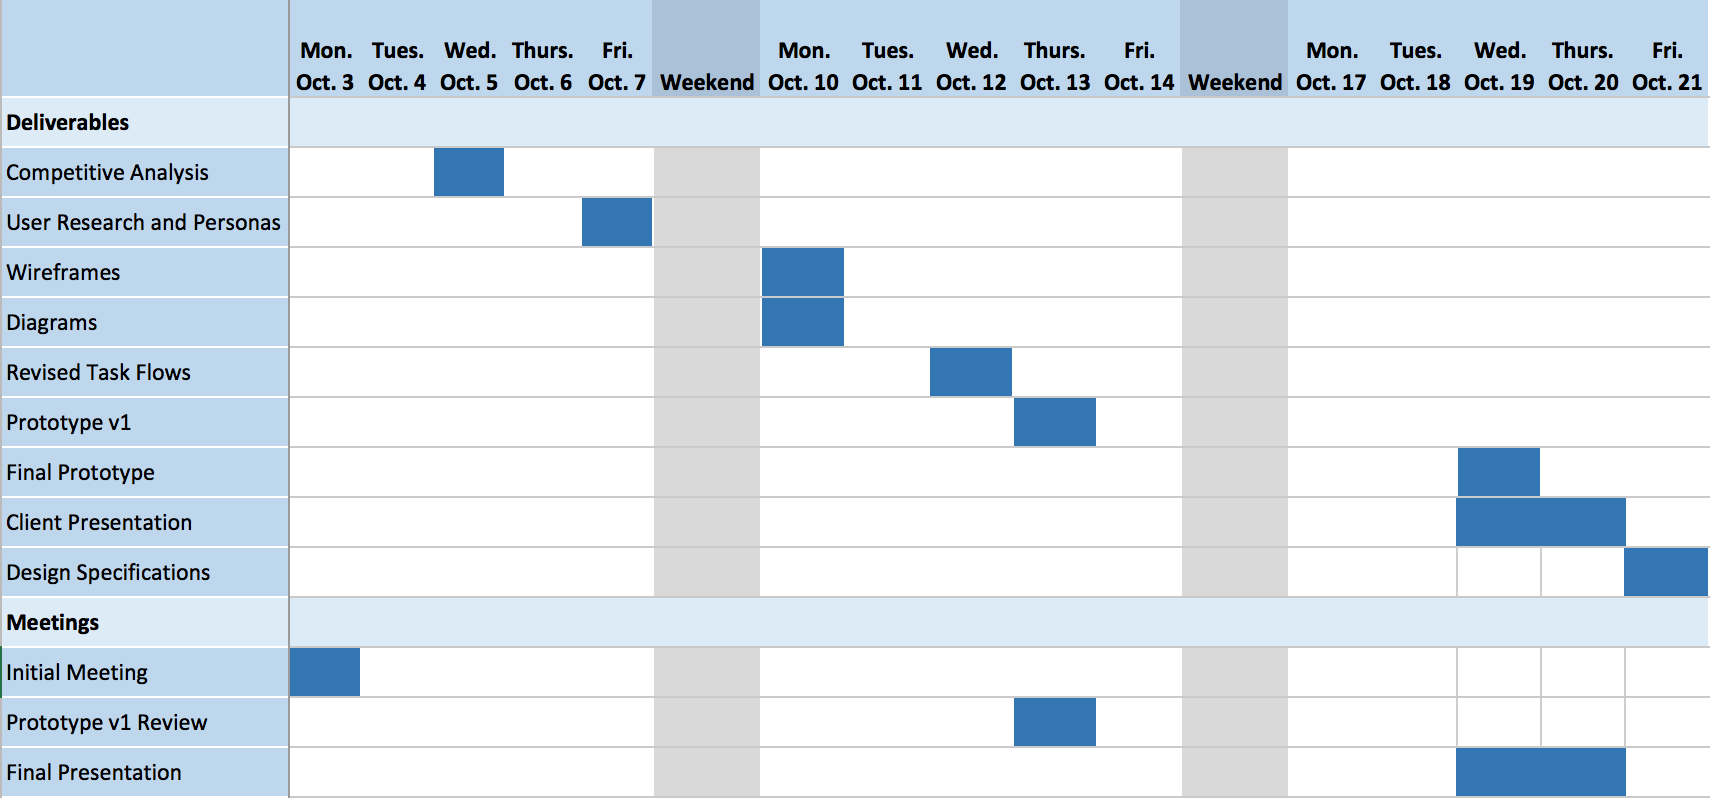 Mon. Tues. Wed. Thurs. Fri. Mon. Tues. Wed. Thurs. Fri. Mon. Tues. Wed. Thurs. Fri.
Oct. 3 Oct. 4 Oct. 5 Oct. 6 Oct. 7 Weekend Oct. 10 Oct. 11 Oct. 12 Oct. 13 Oct. 14 Weekend Oct. 17 Oct. 18 Oct. 19 Oct. 20 Oct. 21
Deliverables
Competitive Analysis
User Research and Personas
Wireframes
Diagrams
Revised Task Flows
Prototype v1
Final Prototype
Client Presentation
Design Specifications
Meetings
Initial Meeting
Prototype v1 Review
Final Presentation